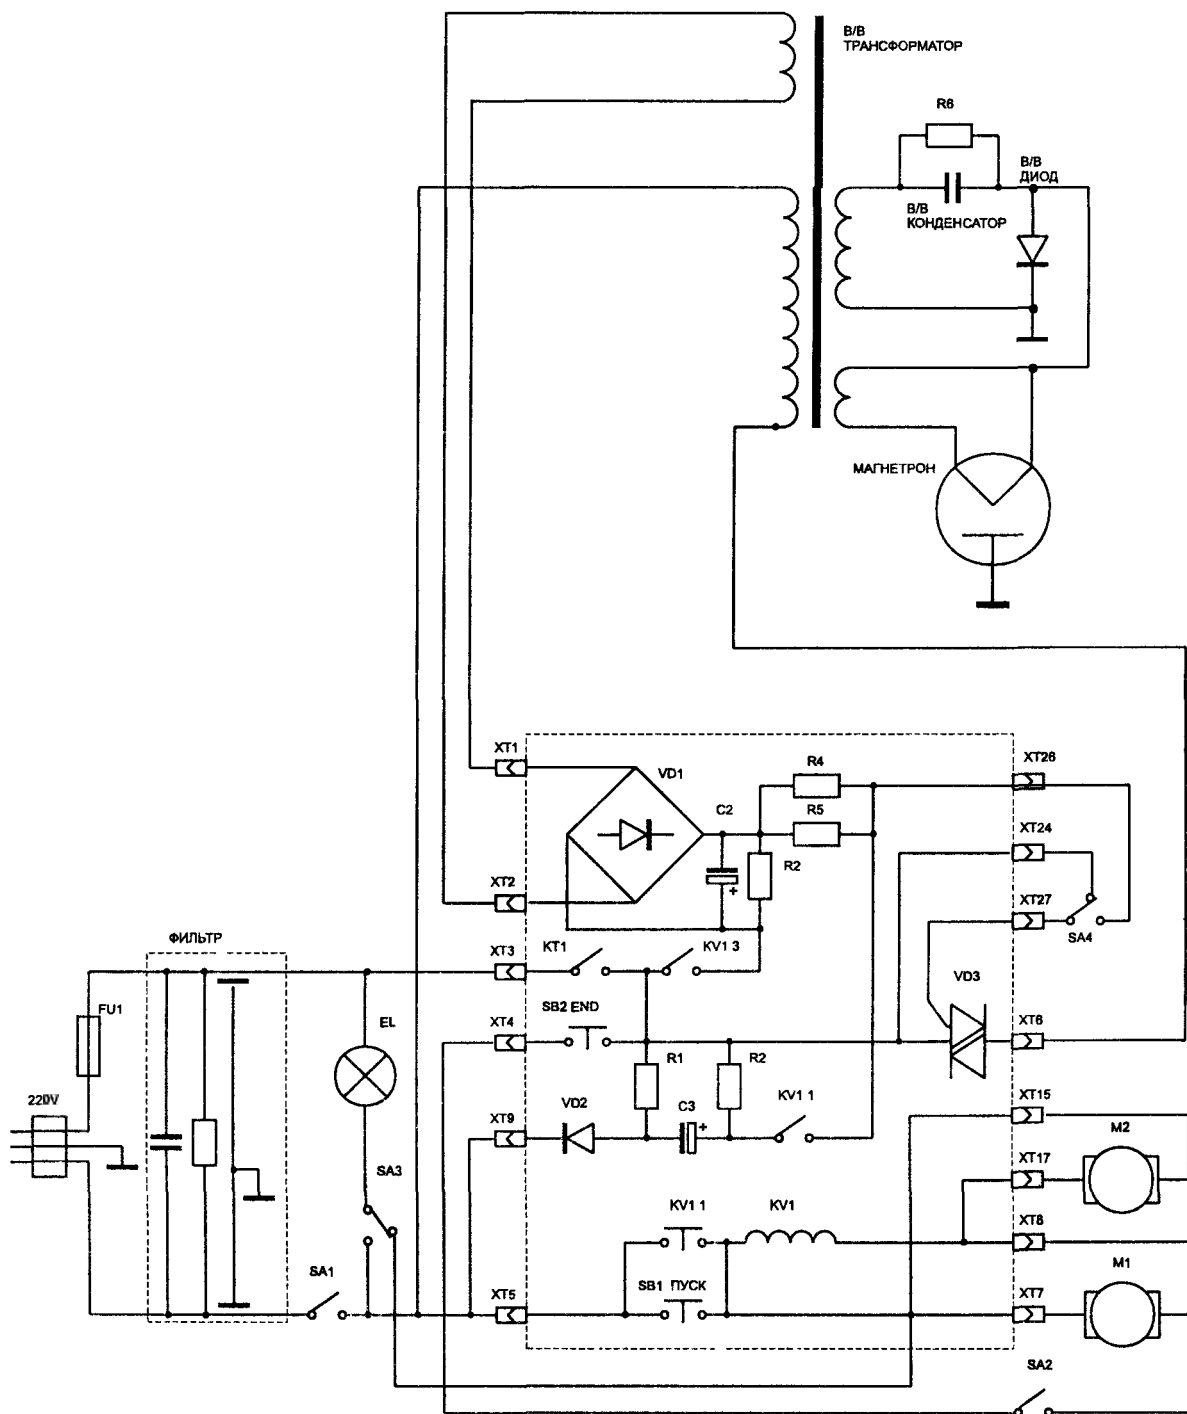 В/В
ТРАНСФОРМАТОР
R6
В/В
ДИОД
В/В
КОНДЕНСАТОР
МАГНЕТРОН
XT1
VD1
R4
XT26
C2
R5
XT24
+
R2
XT2
XT27
SA4
ФИЛЬТР
XT3
KT1
KV1 3
VD3
FU1
EL
XT4
SB2 END
XT6
R1
R2
220V
XT9
VD2
C3
+
KV1 1
XT15
M2
SA3
XT17
KV1 1
KV1
XT8
SA1
XT5
SB1 ПУСК
XT7
M1
SA2